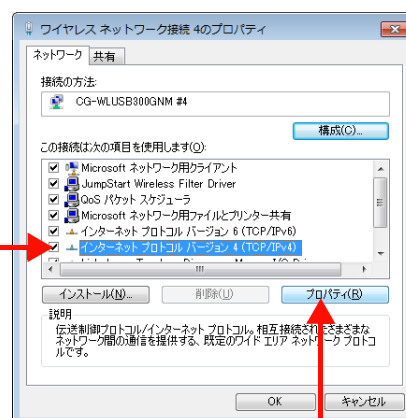 ワイヤレス ネットワーク接続 4のプロパティ
ネットワーク 共有
接続の方法:
CG-WLUSB300GNM #4
構成(C)...
この接続は次の項目を使用します(O):
Microsoft ネットワーク用クライアント
JumpStart Wireless Filter Driver
QoS パケット スケジューラ
Microsoft ネットワーク用ファイルとプリンター共有
インターネット プロトコル バージョン 6 (TCP/IPv6)
インターネット プロトコル バージョン 4 (TCP/IPv4)
インストール(N)... 削除(U) プロパティ(R)
説明
伝送制御プロトコル/インターネット プロトコル。相互接続されたさまざまな
ネットワーク間の通信を提供する、既定のワイド エリア ネットワーク プロトコ
ルです。
OK キャンセル